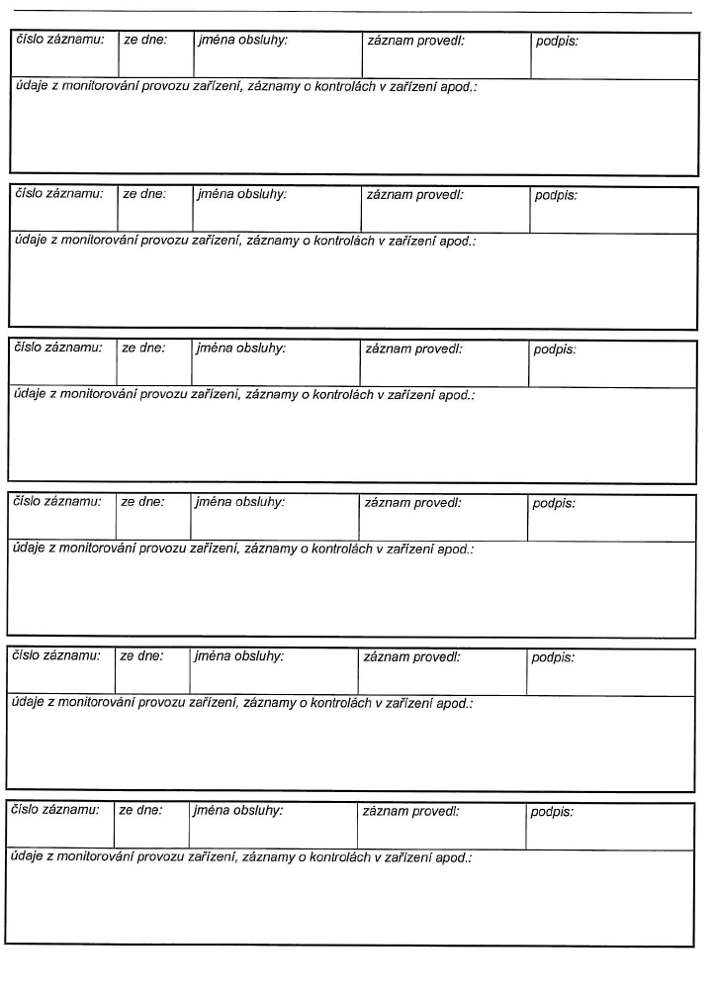 číslo záznamu: ze dne: jména obsluhy: záznam provedl: podpis:
údaje z monitorování provozu zařízení, záznamy o kontrolách v zařízení apod.:
číslo záznamu: ze dne: jména obsluhy: záznam provedl: podpis:
údaje z monitorování provozu zařízení, záznamy o kontrolách v zařízení apod.:
číslo záznamu: ze dne: jména obsluhy: záznam provedl: podpis:
údaje z monitorování provozu zařízení, záznamy o kontrolách v zařízení apod.:
číslo záznamu: ze dne: jména obsluhy: záznam provedl: podpis:
údaje z monitorování provozu zařízení, záznamy o kontrolách v zařízení apod.:
číslo záznamu: ze dne: jména obsluhy: záznam provedl: podpis:
údaje z monitorování provozu zařízení, záznamy o kontrolách v zařízení apod.:
číslo záznamu: ze dne: jména obsluhy: záznam provedl: podpis:
údaje z monitorování provozu zařízení, záznamy o kontrolách v zařízení apod.: